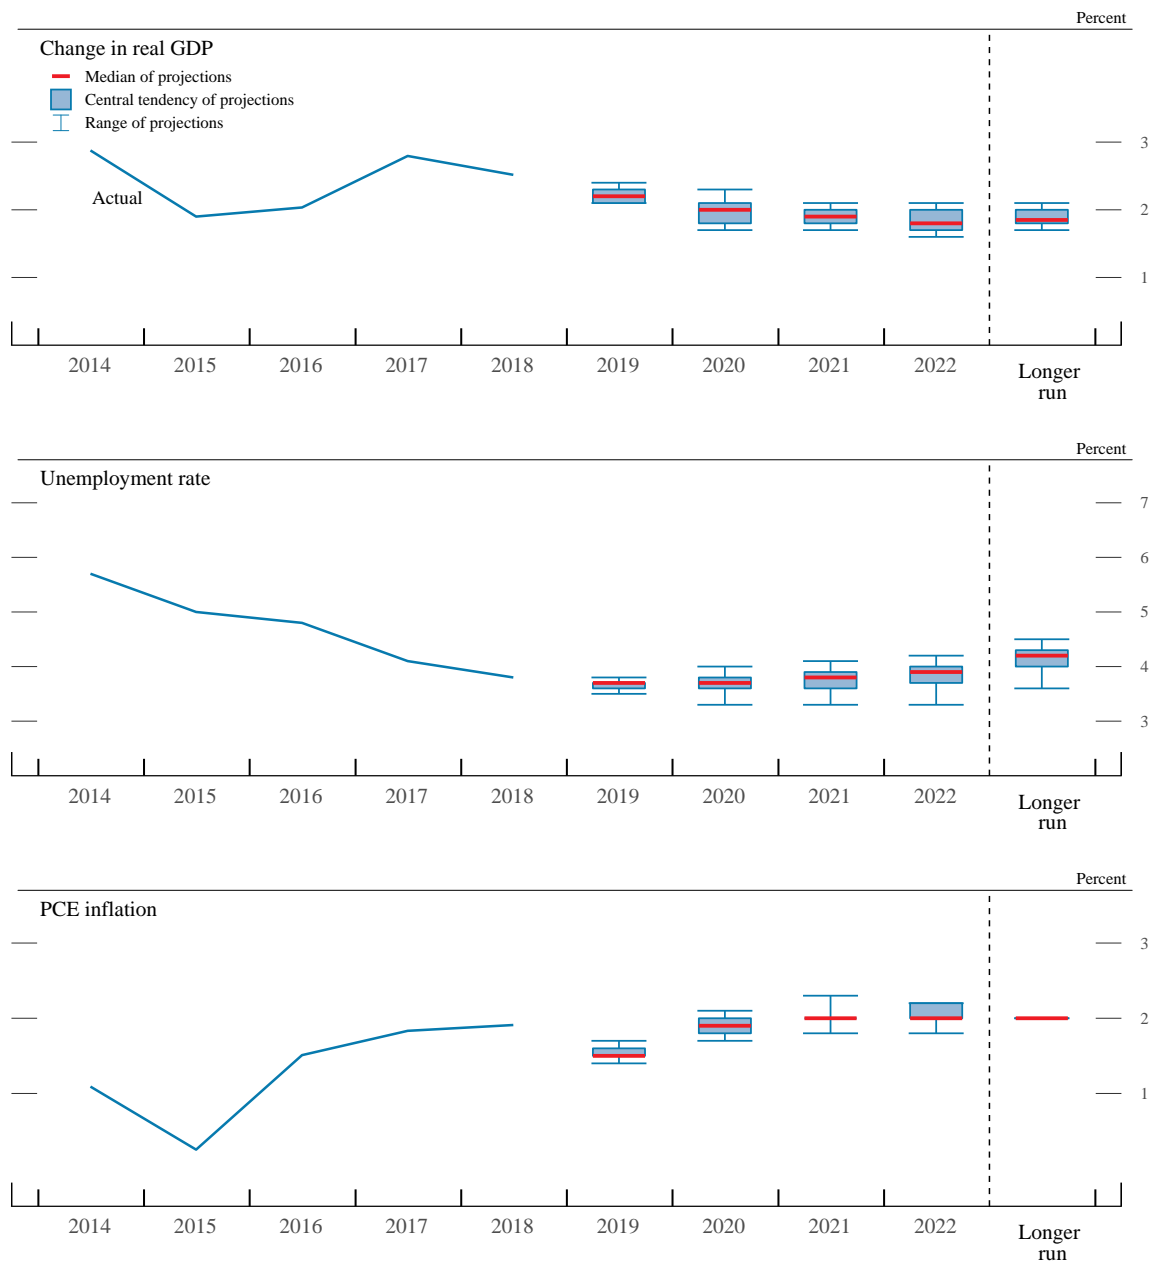 Percent
Change in real GDP
Median of projections
Central tendency of projections
Range of projections
Actual
3
2
1
2014 2015 2016 2017 2018 2019 2020 2021 2022
Longer
run
Percent
Unemployment rate
7
6
5
4
3
2014 2015 2016 2017 2018 2019 2020 2021 2022
Longer
run
Percent
PCE inflation
3
2
1
2014 2015 2016 2017 2018 2019 2020 2021 2022
Longer
run